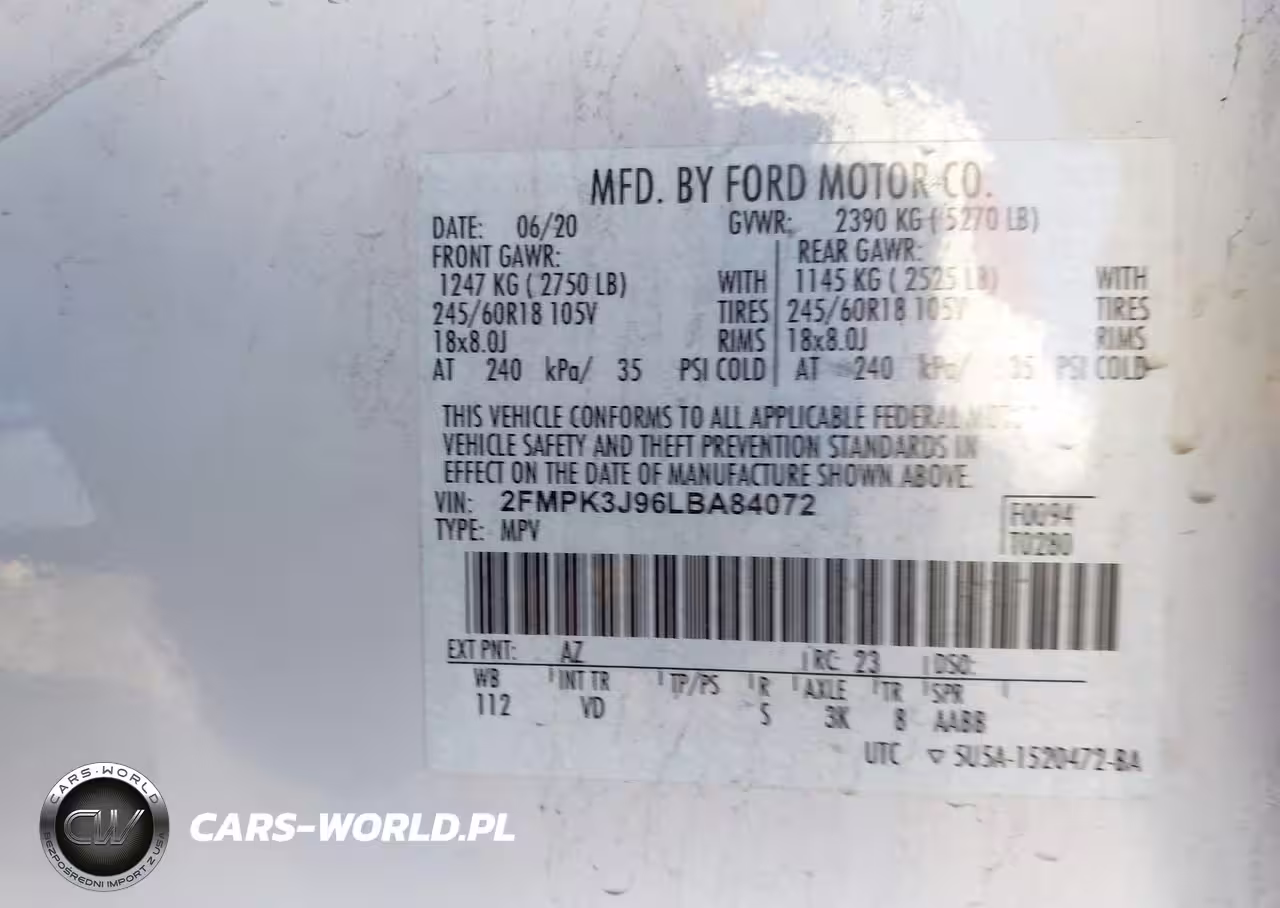 MFD. BY FORD MOTOR CO.
DATE: 06/20 GVWR: 2390 KG ( 5270 LB)
FRONT GAWR: REAR GAWR:
1247 KG ( 2750 LB) WITH 1145 KG ( 2525 LB) WITH
245/60R18 105V TIRES 245/60R18 105V TIRES
18x8.0J RIMS 18x8.0J RIMS
AT 240 kPa/ 35 PSI COLD AT 240 kPa/ 35 PSI COLD
THIS VEHICLE CONFORMS TO ALL APPLICABLE FEDERAL
VEHICLE SAFETY AND THEFT PREVENTION STANDARDS IN
EFFECT ON THE DATE OF MANUFACTURE SHOWN ABOVE.
VIN: 2FMPK3J96LBA84072
TYPE: MPV
F0094
T0280
EXT PNT: AZ RC: 23 DSO:
WB INT TR TP/PS R AXLE TR SPR
112 VD S 3K 8 AABB
UTC ▽ 5U5A-1520472-BA
CARS-WORLD
CW
BEZPOŚREDNI IMPORT Z USA
CARS-WORLD.PL